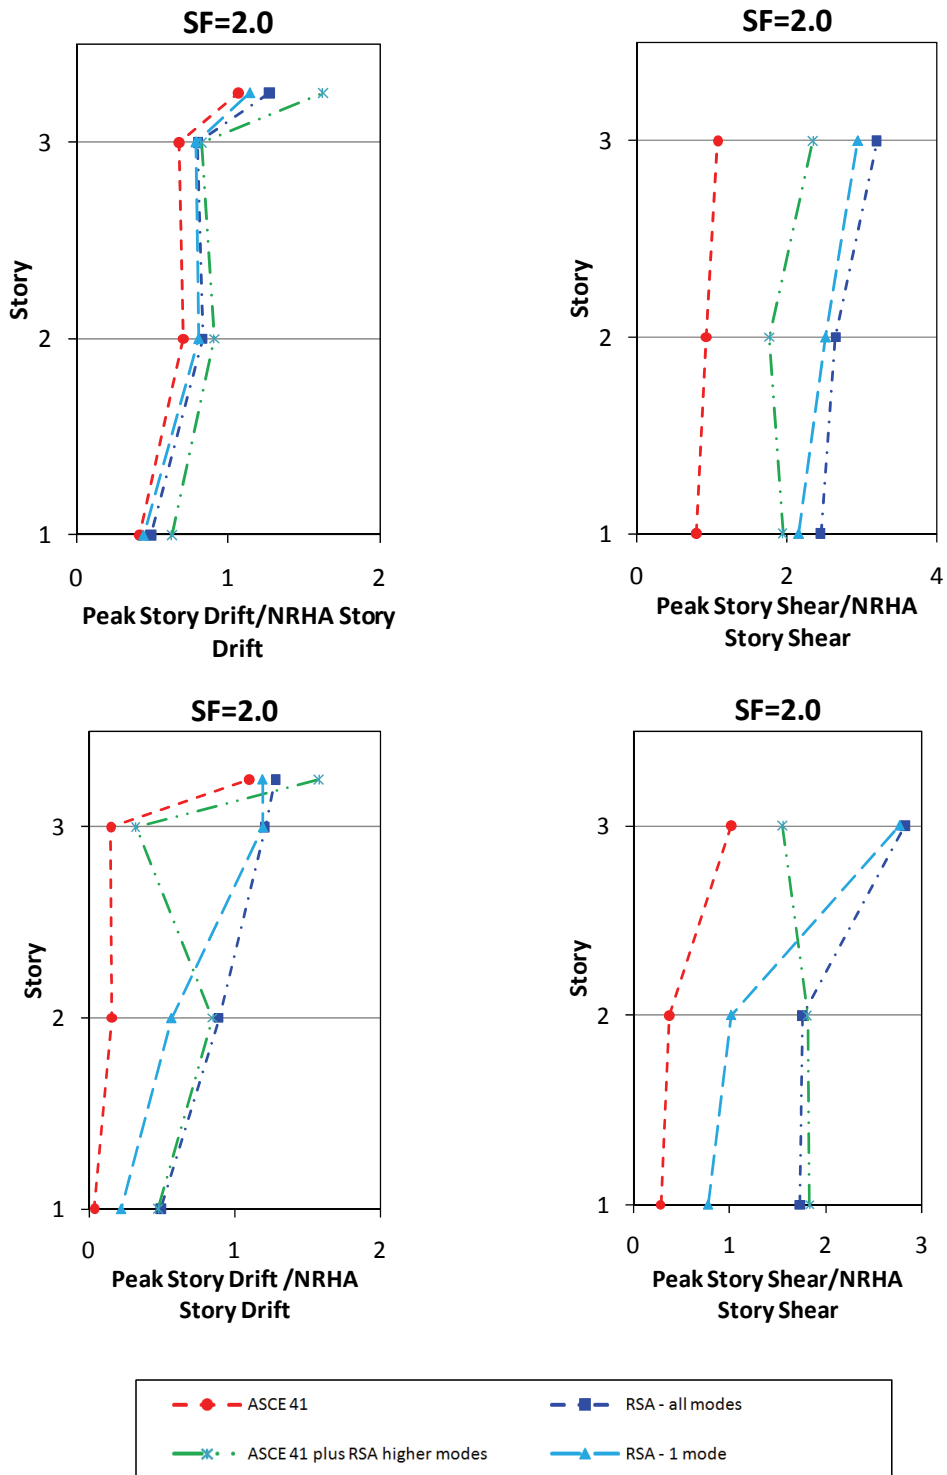 SF=2.0
3
2
1
Story
0
1
2
Peak Story Drift/NRHA Story
Drift
SF=2.0
3
2
1
Story
0
2
4
Peak Story Shear/NRHA
Story Shear
SF=2.0
3
2
1
Story
0
1
2
Peak Story Drift /NRHA
Story Drift
SF=2.0
3
2
1
Story
0
1
2
3
Peak Story Shear/NRHA
Story Shear
ASCE 41
RSA - all modes
ASCE 41 plus RSA higher modes
RSA - 1 mode